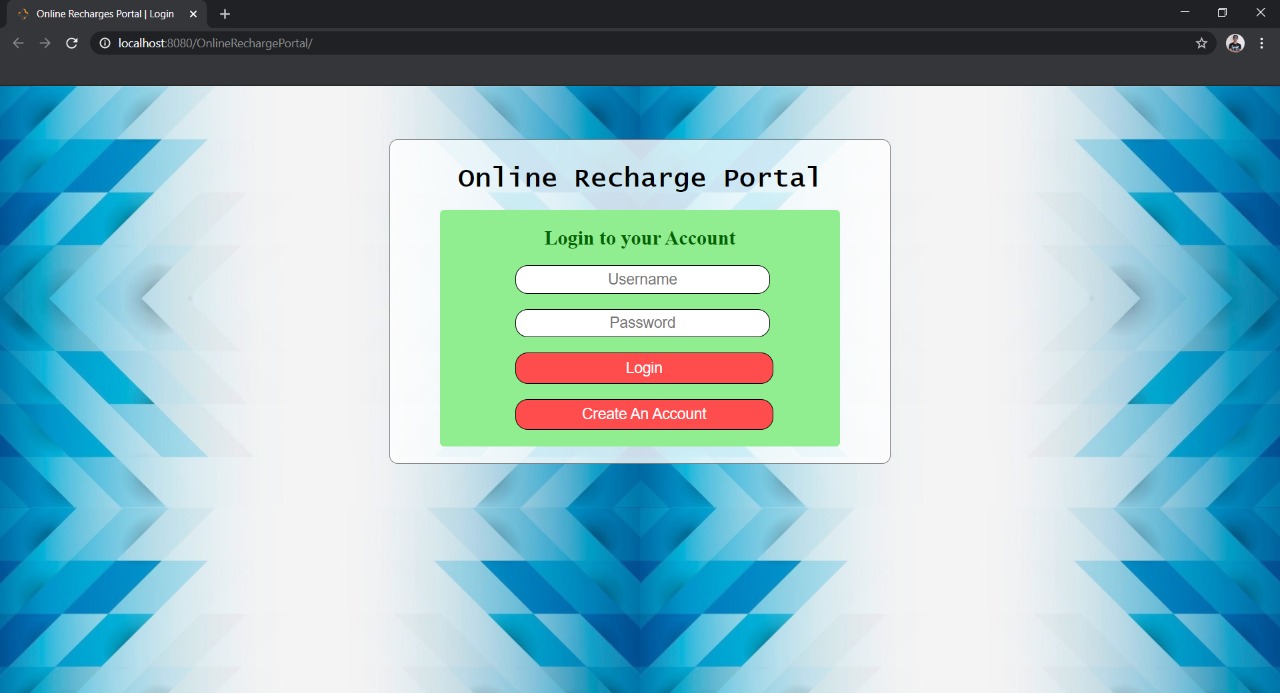 Online Recharges Portal | Login
localhost:8080/OnlineRechargePortal/
Online Recharge Portal
Login to your Account
Username
Password
Login
Create An Account